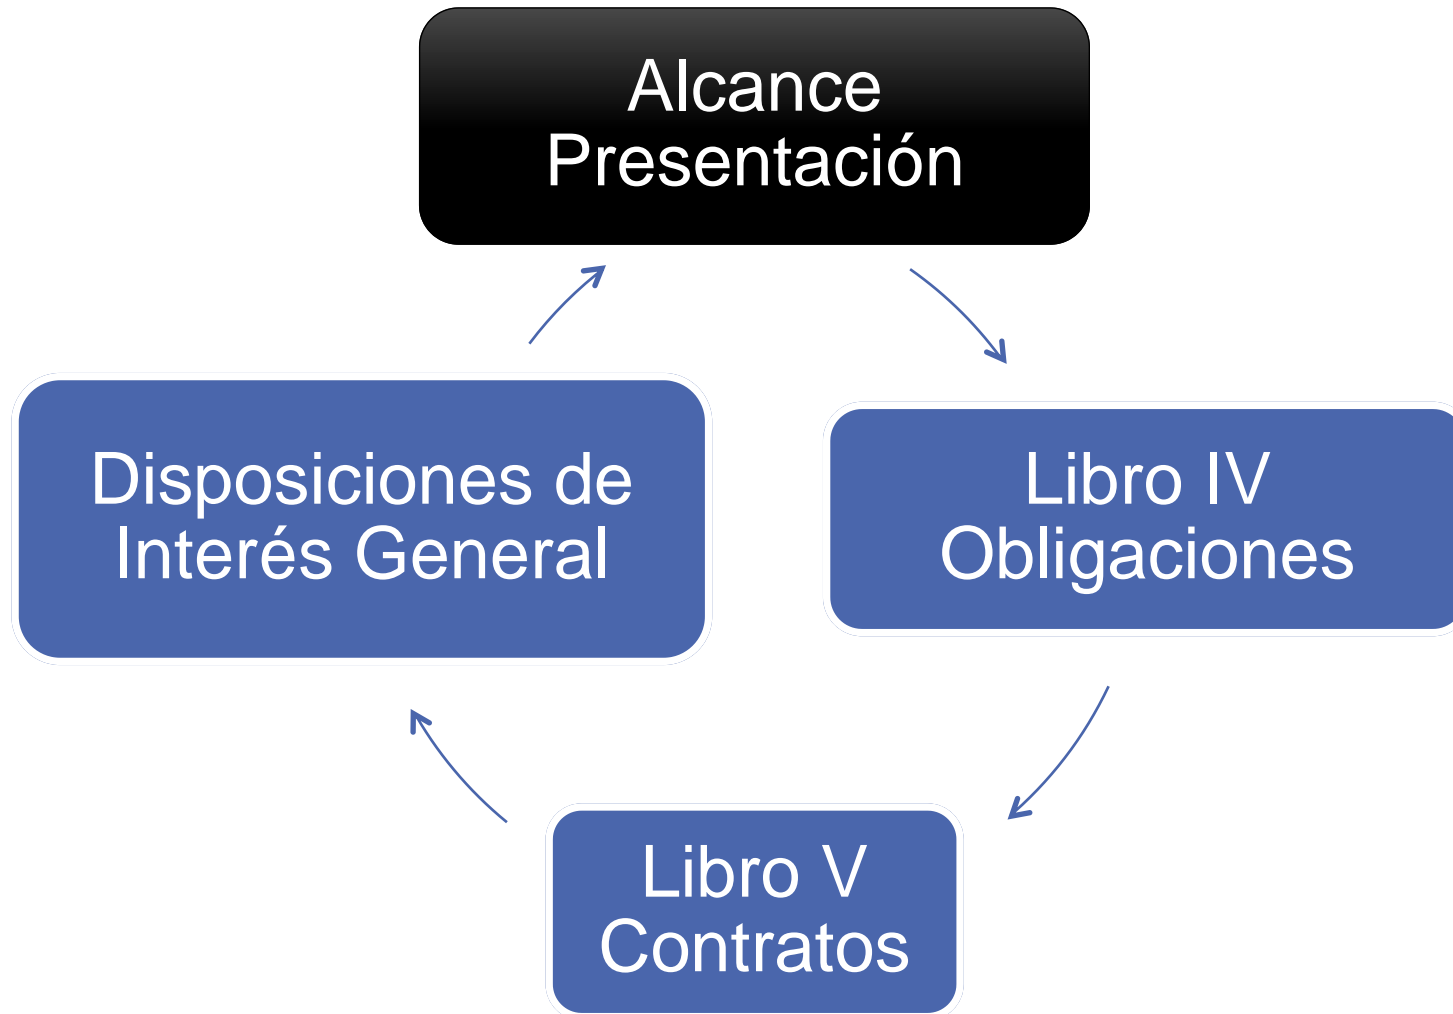 Alcance
Presentación
Disposiciones de
Interés General
Libro IV
Obligaciones
Libro V
Contratos